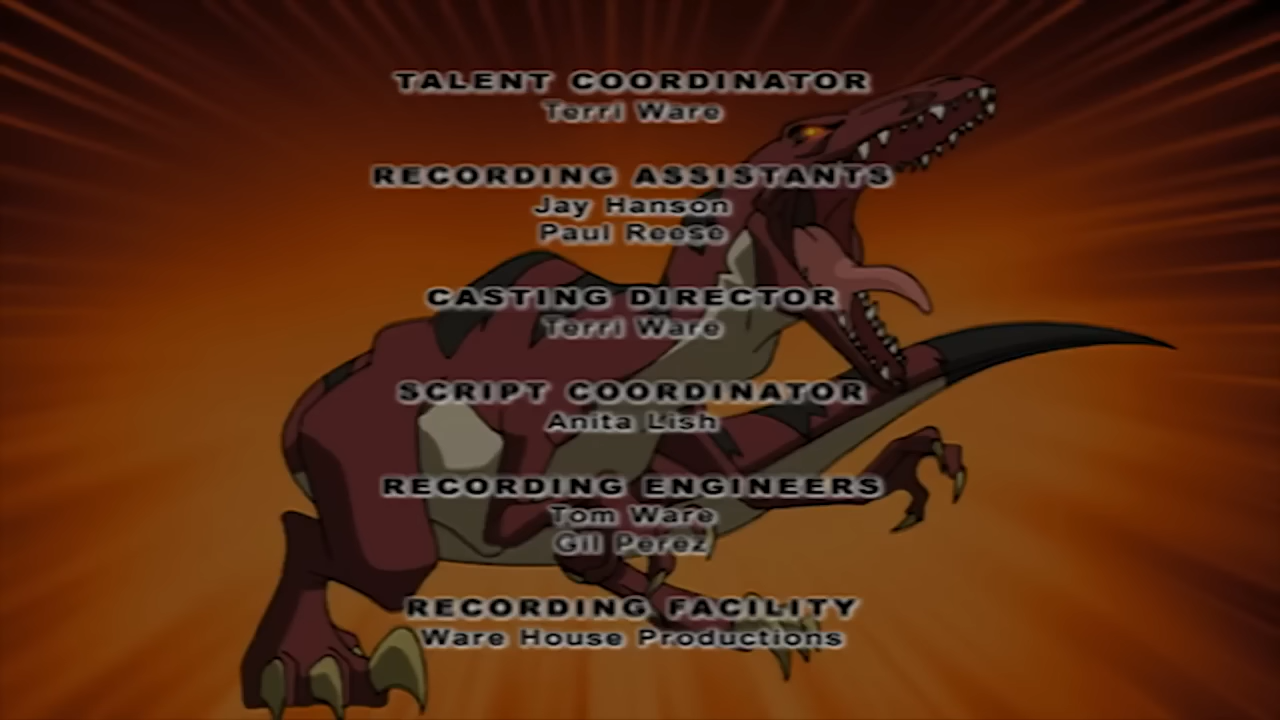 TALENT COORDINATOR
Terri Ware
RECORDING ASSISTANTS
Jay Hanson
Paul Reese
CASTING DIRECTOR
Terri Ware
SCRIPT COORDINATOR
Anita Lish
RECORDING ENGINEERS
Tom Ware
Gil Perez
RECORDING FACILITY
Ware House Productions